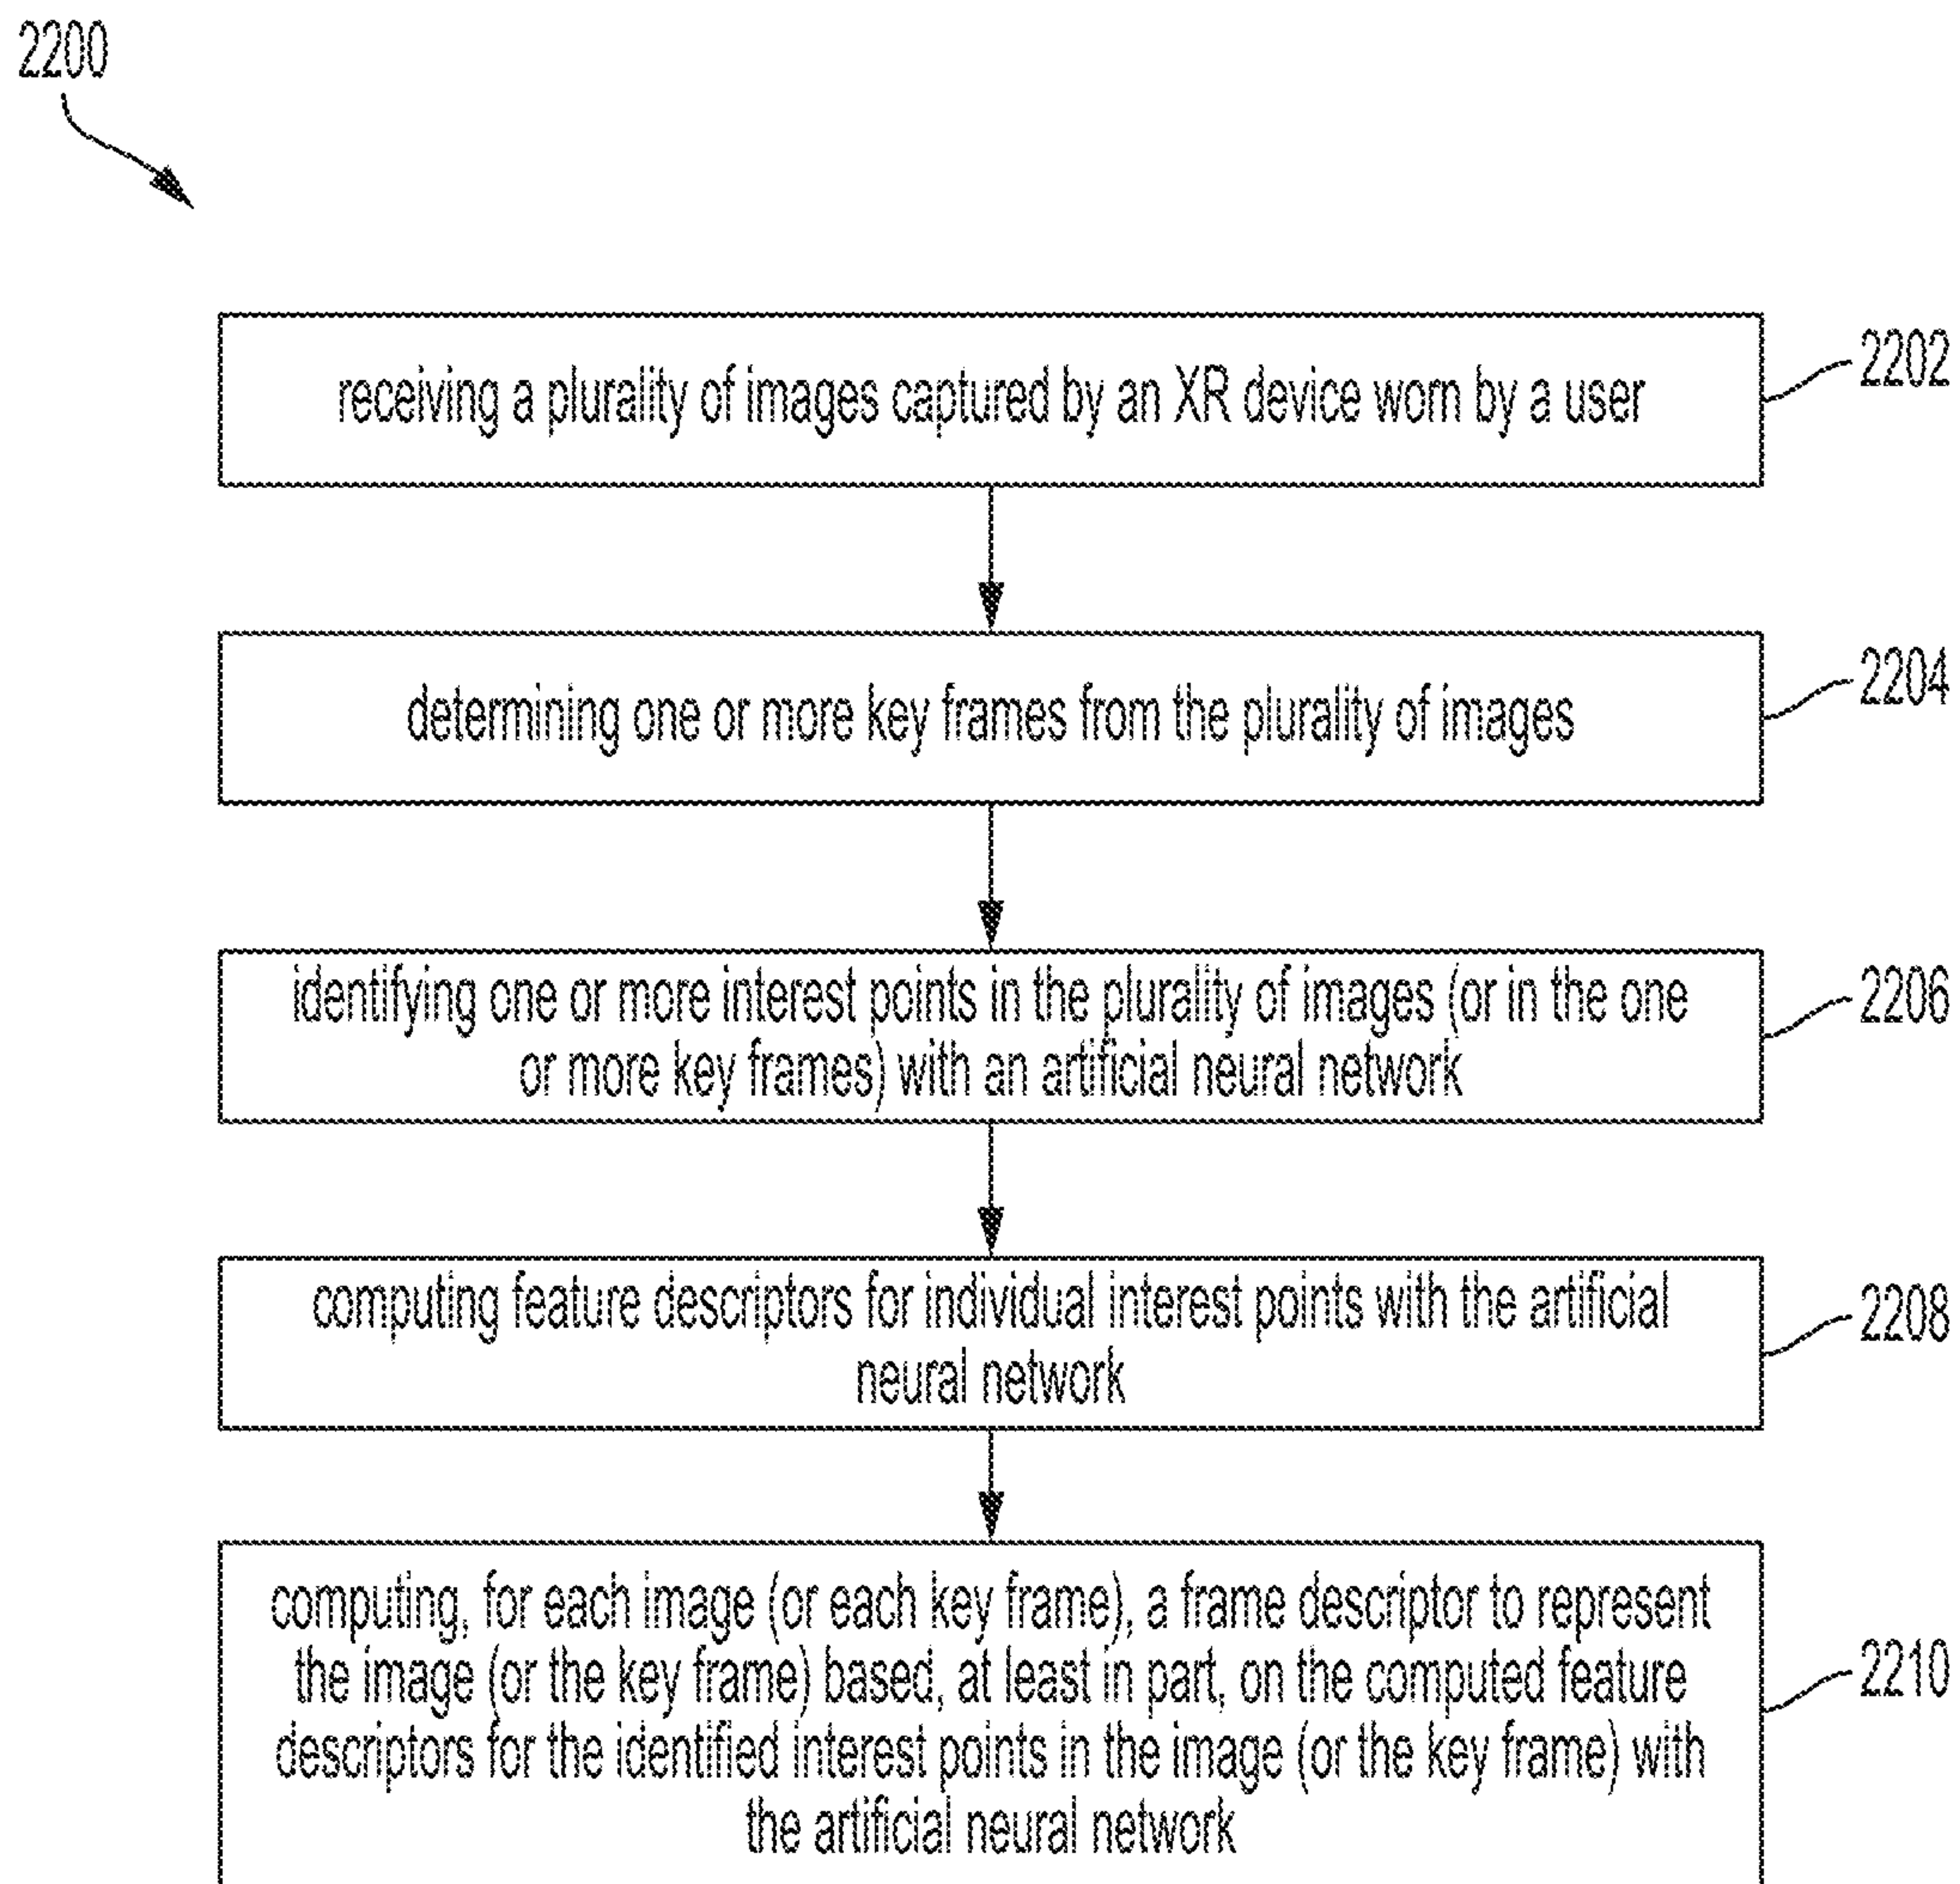 2200
receiving a plurality of images captured by an XR device worn by a user
2202
determining one or more key frames from the plurality of images
2204
identifying one or more interest points in the plurality of images (or in the one
or more key frames) with an artificial neural network
2206
computing feature descriptors for individual interest points with the artificial
neural network
2208
computing, for each image (or each key frame), a frame descriptor to represent
the image (or the key frame) based, at least in part, on the computed feature
descriptors for the identified interest points in the image (or the key frame) with
the artificial neural network
2210